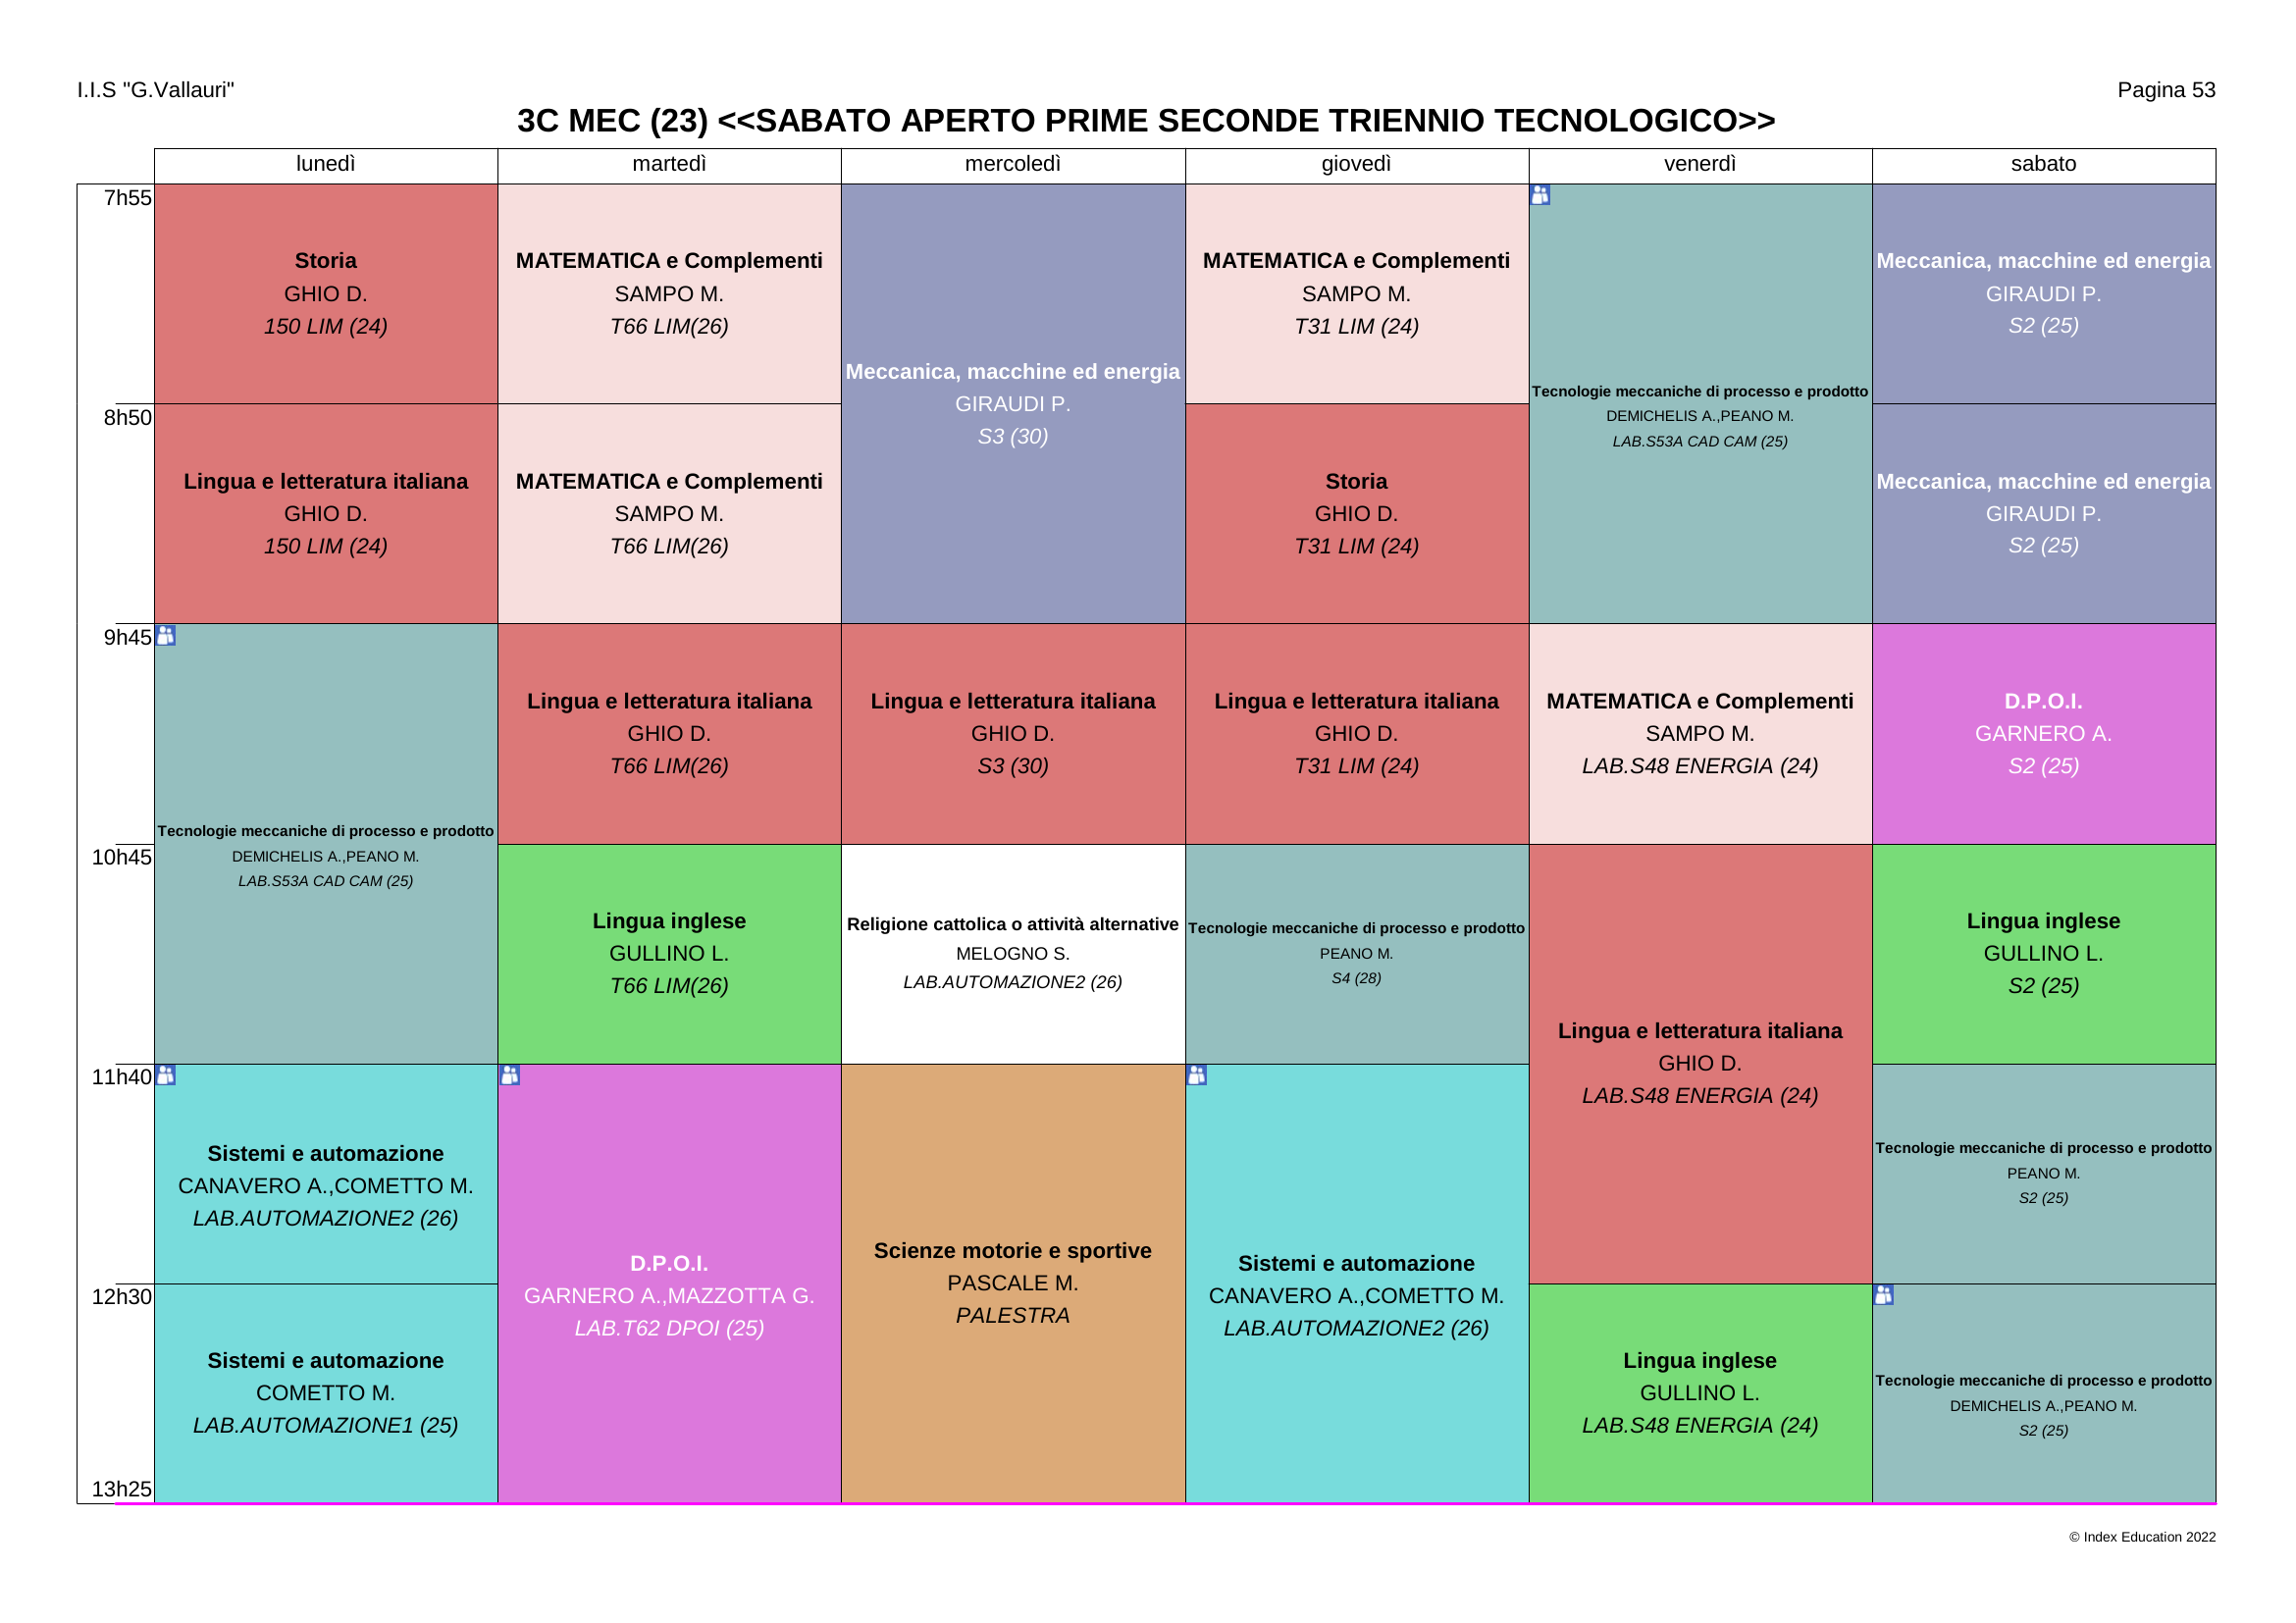 I.I.S "G.Vallauri"
Pagina 53
3C MEC (23) <<SABATO APERTO PRIME SECONDE TRIENNIO TECNOLOGICO>>
lunedì
martedì
mercoledì
giovedì
venerdì
sabato
7h55
Storia
GHIO D.
150 LIM (24)
MATEMATICA e Complementi
SAMPO M.
T66 LIM(26)
Meccanica, macchine ed energia
GIRAUDI P.
S3 (30)
MATEMATICA e Complementi
SAMPO M.
T31 LIM (24)
Tecnologie meccaniche di processo e prodotto
DEMICHELIS A.,PEANO M.
LAB.S53A CAD CAM (25)
Meccanica, macchine ed energia
GIRAUDI P.
S2 (25)
8h50
Lingua e letteratura italiana
GHIO D.
150 LIM (24)
MATEMATICA e Complementi
SAMPO M.
T66 LIM(26)
Storia
GHIO D.
T31 LIM (24)
Meccanica, macchine ed energia
GIRAUDI P.
S2 (25)
9h45
Tecnologie meccaniche di processo e prodotto
DEMICHELIS A.,PEANO M.
LAB.S53A CAD CAM (25)
Lingua e letteratura italiana
GHIO D.
T66 LIM(26)
Lingua e letteratura italiana
GHIO D.
S3 (30)
Lingua e letteratura italiana
GHIO D.
T31 LIM (24)
MATEMATICA e Complementi
SAMPO M.
LAB.S48 ENERGIA (24)
D.P.O.I.
GARNERO A.
S2 (25)
10h45
Lingua inglese
GULLINO L.
T66 LIM(26)
Religione cattolica o attività alternative
MELOGNO S.
LAB.AUTOMAZIONE2 (26)
Tecnologie meccaniche di processo e prodotto
PEANO M.
S4 (28)
Lingua e letteratura italiana
GHIO D.
LAB.S48 ENERGIA (24)
Lingua inglese
GULLINO L.
S2 (25)
11h40
Sistemi e automazione
CANAVERO A.,COMETTO M.
LAB.AUTOMAZIONE2 (26)
D.P.O.I.
GARNERO A.,MAZZOTTA G.
LAB.T62 DPOI (25)
Scienze motorie e sportive
PASCALE M.
PALESTRA
Sistemi e automazione
CANAVERO A.,COMETTO M.
LAB.AUTOMAZIONE2 (26)
Tecnologie meccaniche di processo e prodotto
PEANO M.
S2 (25)
12h30
Sistemi e automazione
COMETTO M.
LAB.AUTOMAZIONE1 (25)
Lingua inglese
GULLINO L.
LAB.S48 ENERGIA (24)
Tecnologie meccaniche di processo e prodotto
DEMICHELIS A.,PEANO M.
S2 (25)
13h25
© Index Education 2022